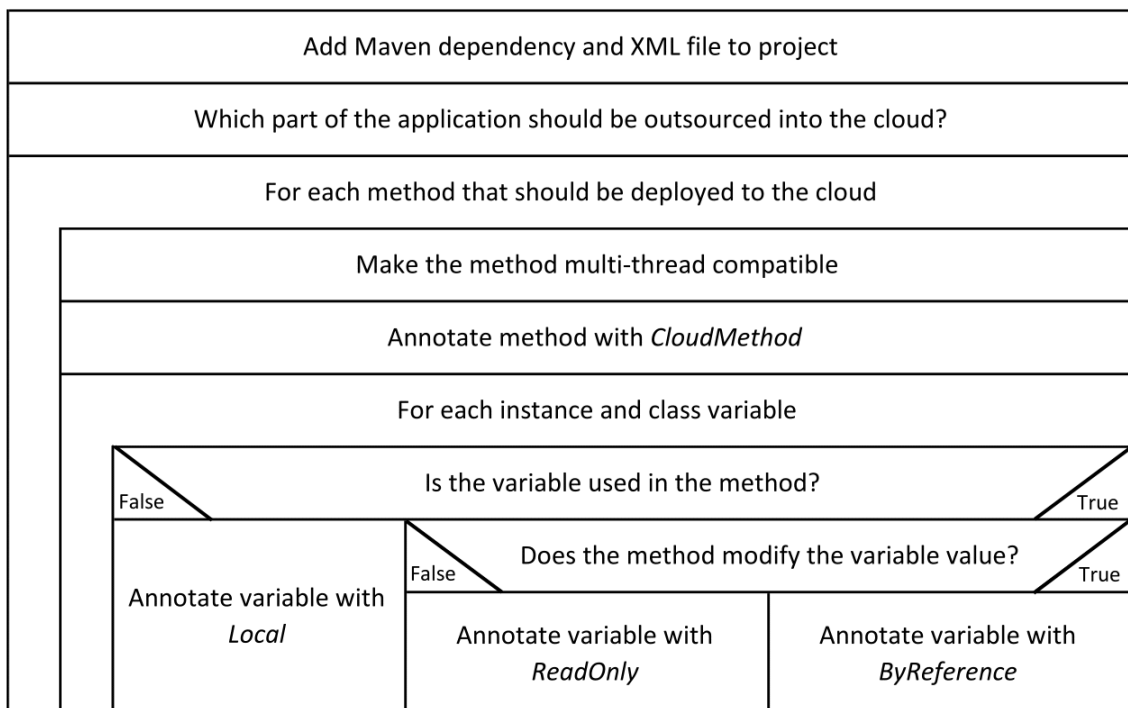 Add Maven dependency and XML file to project
Which part of the application should be outsourced into the cloud?
For each method that should be deployed to the cloud
Make the method multi-thread compatible
Annotate method with CloudMethod
For each instance and class variable
Is the variable used in the method?
False
True
Does the method modify the variable value?
False
True
Annotate variable with
Local
Annotate variable with
ReadOnly
Annotate variable with
ByReference